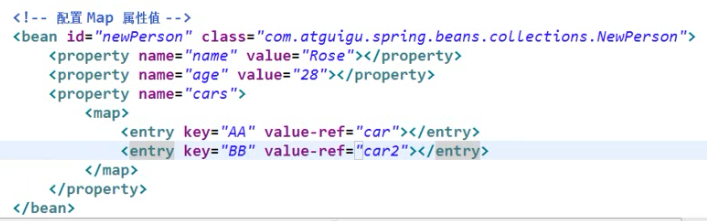 <!-- 配置 Map 属性值 -->
<bean id="newPerson" class="com.atguigu.spring.beans.collections.NewPerson">
<property name="name" value="Rose"></property>
<property name="age" value="28"></property>
<property name="cars">
<map>
<entry key="AA" value-ref="car"></entry>
<entry key="BB" value-ref="car2"></entry>
</map>
</property>
</bean>